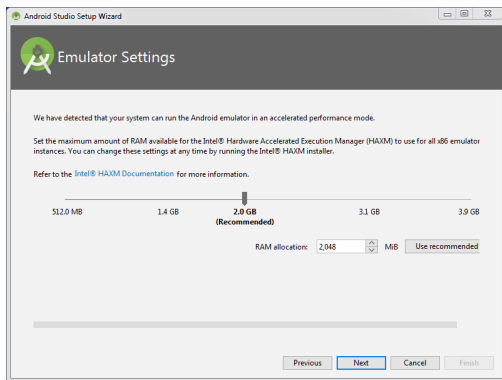 Android Studio Setup Wizard
Emulator Settings
We have detected that your system can run the Android emulator in an accelerated performance mode.
Set the maximum amount of RAM available for the Intel® Hardware Accelerated Execution Manager (HAXM) to use for all x86 emulator
instances. You can change these settings at any time by running the Intel® HAXM installer.
Refer to the Intel® HAXM Documentation for more information.
512.0 MB 1.4 GB 2.0 GB 3.1 GB 3.9 GB
(Recommended)
RAM allocation: 2,048 MiB Use recommended
Previous Next Cancel Finish